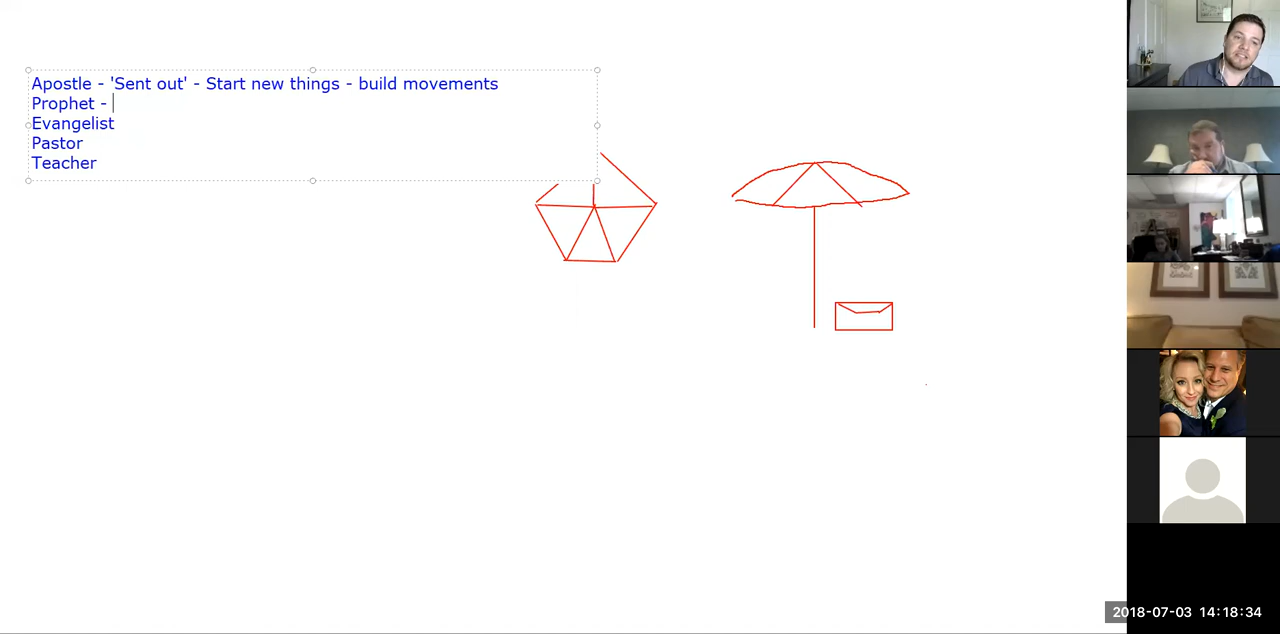 Apostle - 'Sent out' - Start new things - build movements
Prophet -
Evangelist
Pastor
Teacher
2018-07-03 14:18:34